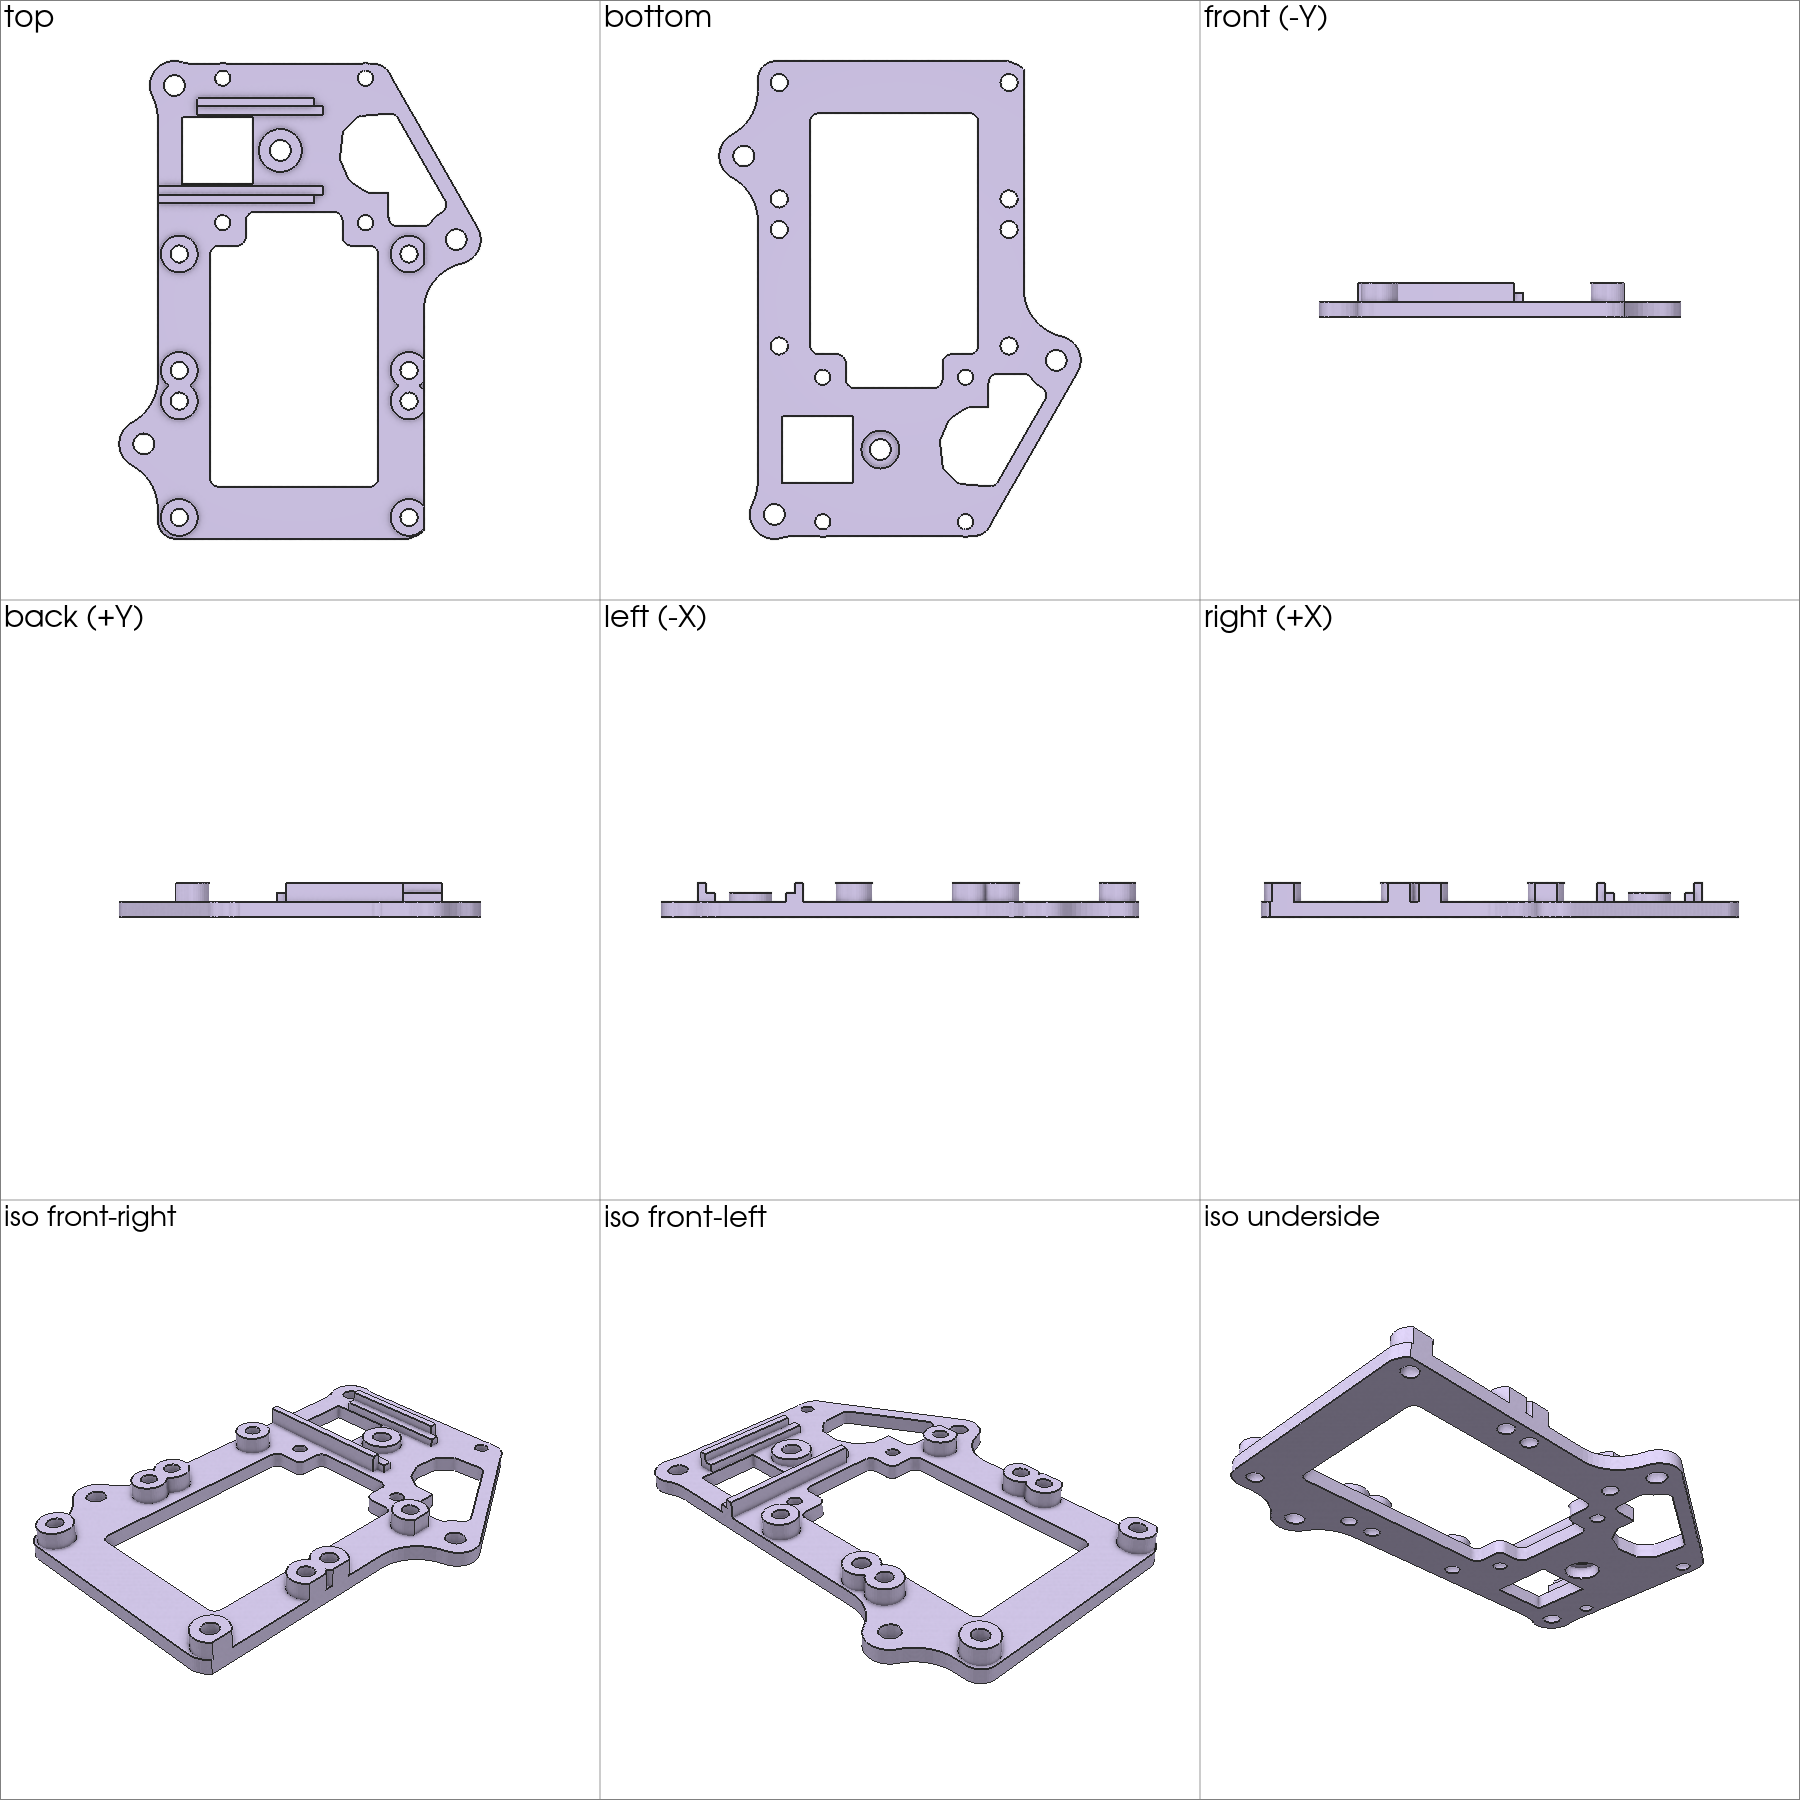 top
bottom
front (-Y)
back (+Y)
left (-X)
right (+X)
iso front-right
iso front-left
iso underside